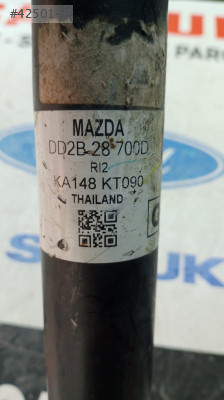 #42501
MAZDA
DD2B 28 700D
RI2
KA148 KT090
THAILAND